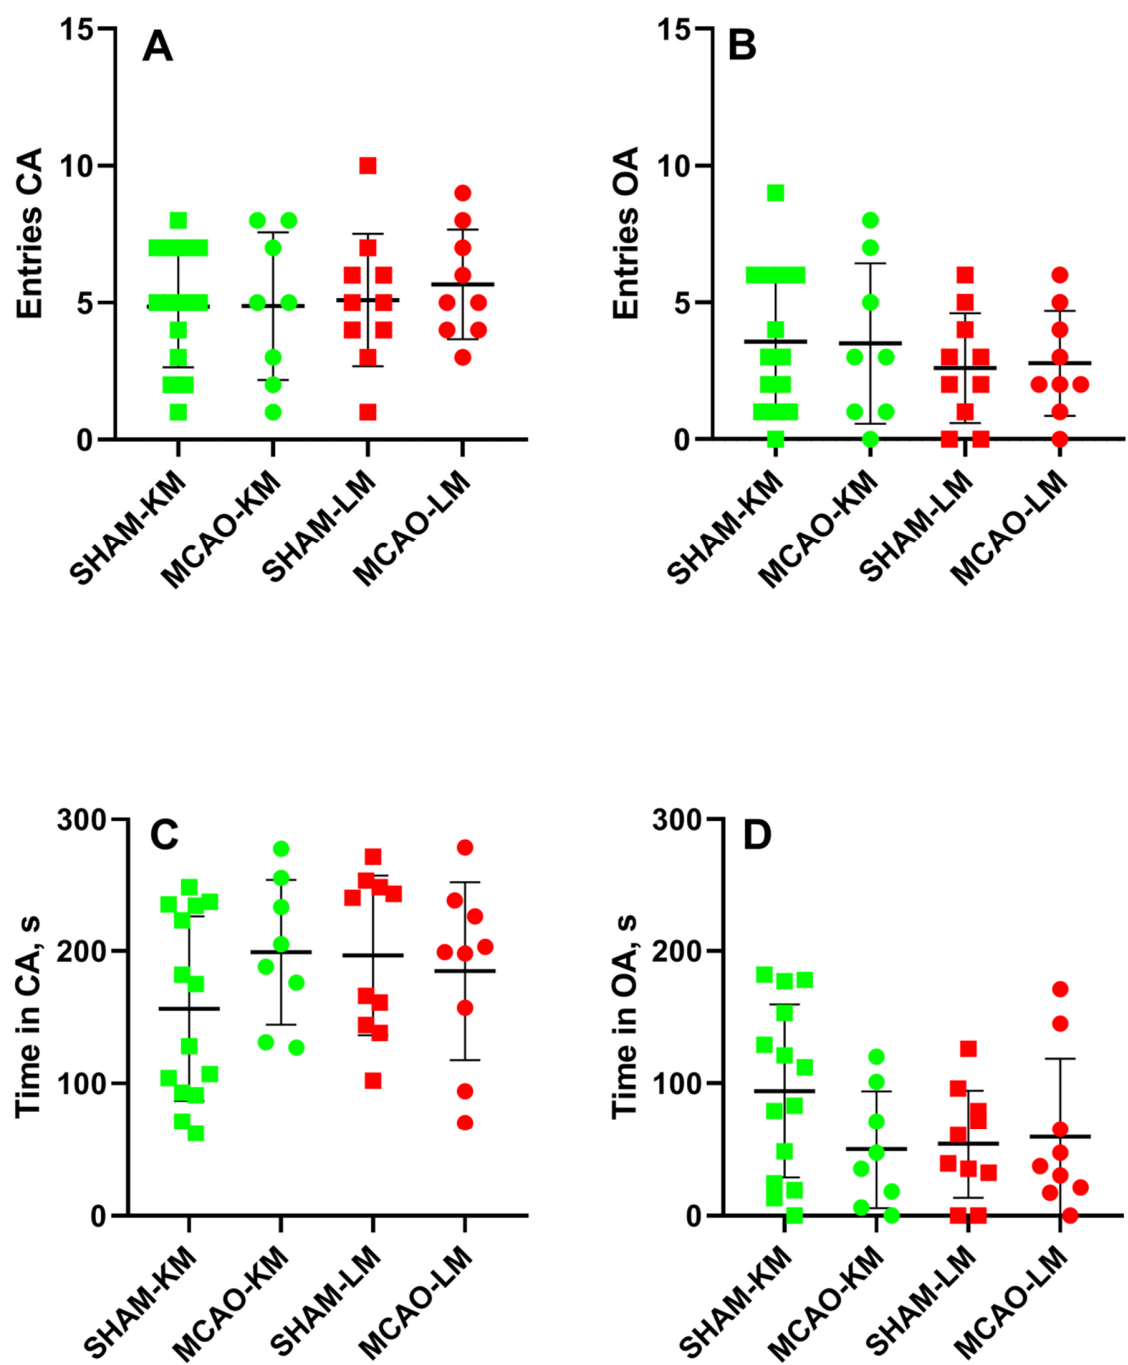 A
Entries CA
15
10
5
0
SHAM-KM
MCAO-KM
SHAM-LM
MCAO-LM
B
Entries OA
15
10
5
0
SHAM-KM
MCAO-KM
SHAM-LM
MCAO-LM
C
Time in CA, s
300
200
100
0
SHAM-KM
MCAO-KM
SHAM-LM
MCAO-LM
D
Time in OA, s
300
200
100
0
SHAM-KM
MCAO-KM
SHAM-LM
MCAO-LM